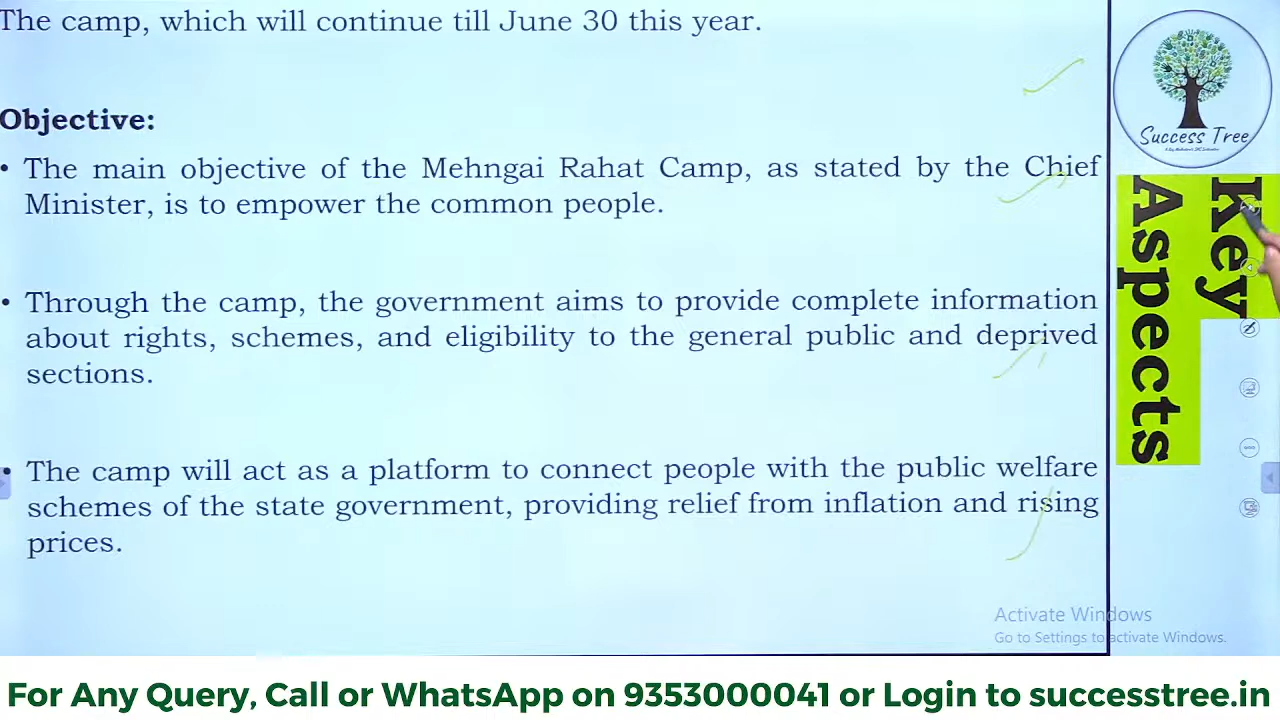 The camp, which will continue till June 30 this year.
Objective:
• The main objective of the Mehngai Rahat Camp, as stated by the Chief
Minister, is to empower the common people.
• Through the camp, the government aims to provide complete information
about rights, schemes, and eligibility to the general public and deprived
sections.
• The camp will act as a platform to connect people with the public welfare
schemes of the state government, providing relief from inflation and rising
prices.
Success Tree
Key
Aspects
Activate Windows
Go to Settings to activate Windows.
For Any Query, Call or WhatsApp on 9353000041 or Login to successtree.in